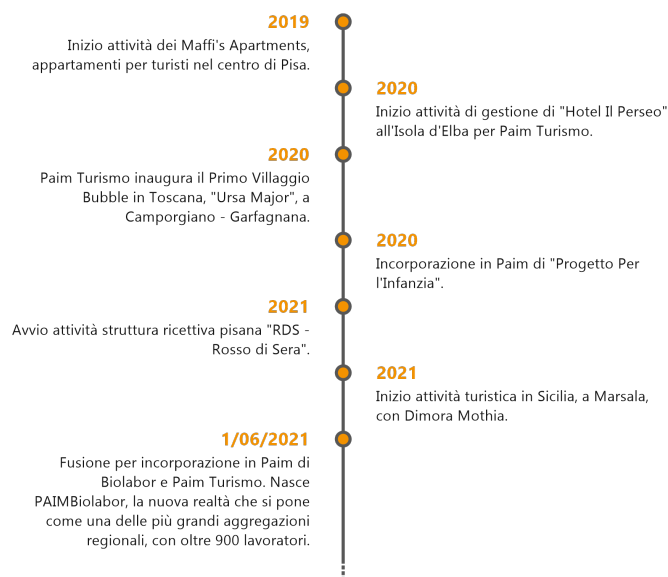 2019
Inizio attività dei Maffi's Apartments,
appartamenti per turisti nel centro di Pisa.
2020
Inizio attività di gestione di "Hotel Il Perseo"
all'Isola d'Elba per Paim Turismo.
2020
Paim Turismo inaugura il Primo Villaggio
Bubble in Toscana, "Ursa Major", a
Camporgiano - Garfagnana.
2020
Incorporazione in Paim di "Progetto Per
l'Infanzia".
2021
Avvio attività struttura ricettiva pisana "RDS -
Rosso di Sera".
2021
Inizio attività turistica in Sicilia, a Marsala,
con Dimora Mothia.
1/06/2021
Fusione per incorporazione in Paim di
Biolabor e Paim Turismo. Nasce
PAIMBiolabor, la nuova realtà che si pone
come una delle più grandi aggregazioni
regionali, con oltre 900 lavoratori.